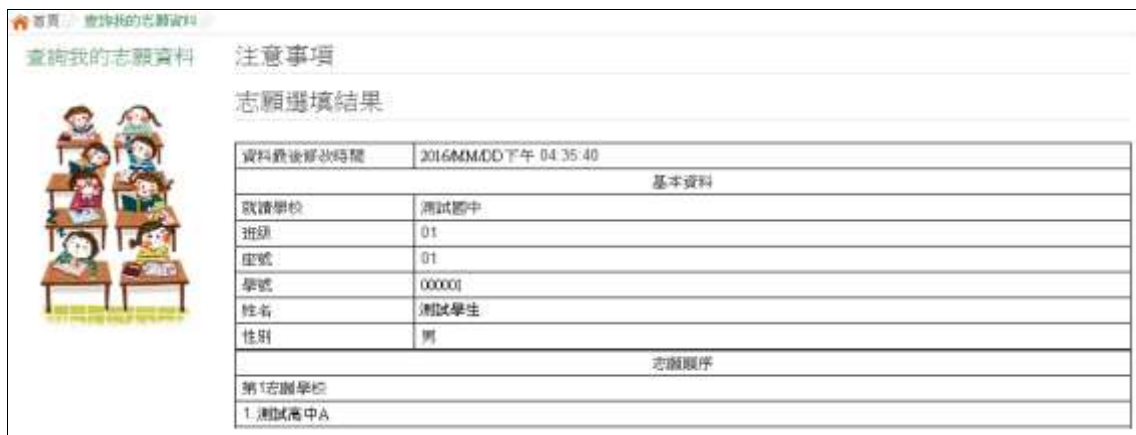 首頁 查詢我的志願資料
查詢我的志願資料
注意事項
志願選填結果
資料最後修改時間 2016/MM/DD下午 04:35:40
基本資料
就讀學校 測試國中
班級 01
座號 01
學號 000001
姓名 測試學生
性別 男
志願順序
第1志願學校
1.測試高中A